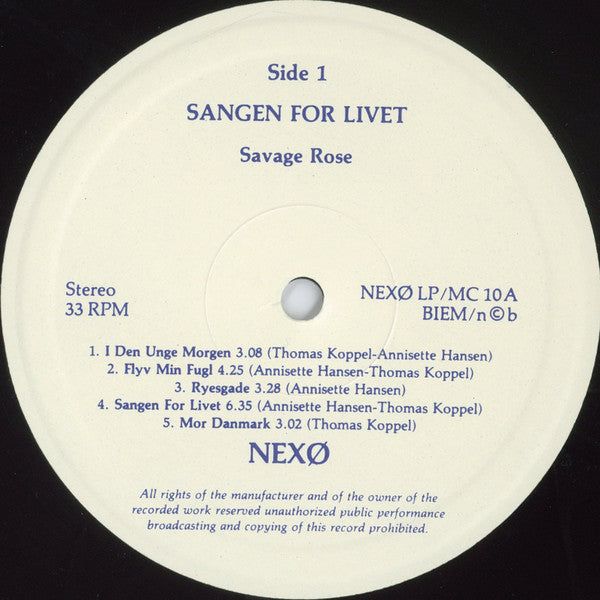 Side 1
SANGEN FOR LIVET
Savage Rose
Stereo
33 RPM
NEXØ LP/MC 10 A
BIEM/n©b
1. I Den Unge Morgen 3.08 (Thomas Koppel-Annisette Hansen)
2. Flyv Min Fugl 4.25 (Annisette Hansen-Thomas Koppel)
3. Ryesgade 3.28 (Annisette Hansen)
4. Sangen For Livet 6.35 (Annisette Hansen-Thomas Koppel)
5. Mor Danmark 3.02 (Thomas Koppel)
NEXØ
All rights of the manufacturer and of the owner of the
recorded work reserved unauthorized public performance
broadcasting and copying of this record prohibited.